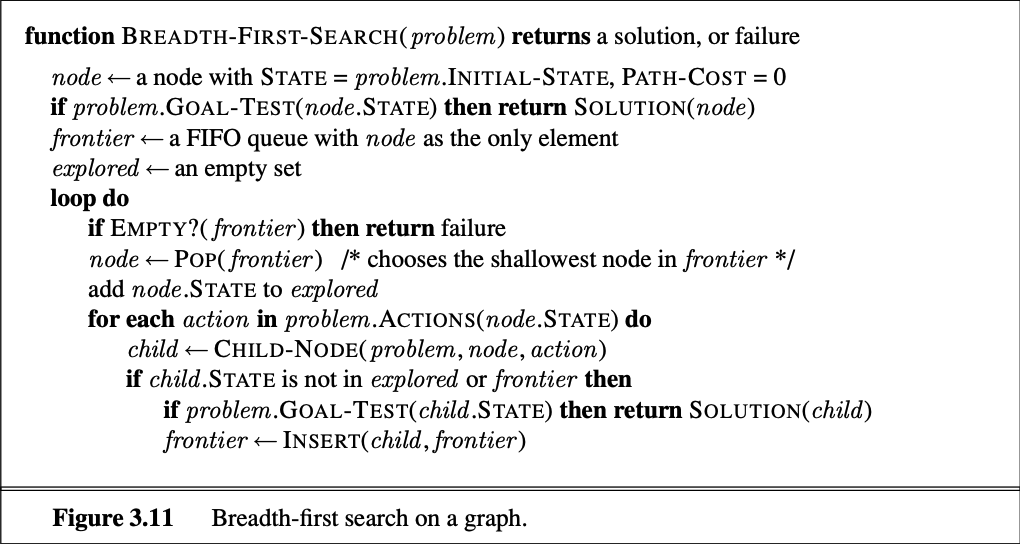 function BREADTH-FIRST-SEARCH(problem) returns a solution, or failure
node ← a node with STATE = problem.INITIAL-STATE, PATH-COST = 0
if problem.GOAL-TEST(node.STATE) then return SOLUTION(node)
frontier ← a FIFO queue with node as the only element
explored ← an empty set
loop do
if EMPTY?(frontier) then return failure
node ← POP(frontier) /* chooses the shallowest node in frontier */
add node.STATE to explored
for each action in problem.ACTIONS(node.STATE) do
child ← CHILD-NODE(problem, node, action)
if child.STATE is not in explored or frontier then
if problem.GOAL-TEST(child.STATE) then return SOLUTION(child)
frontier ← INSERT(child, frontier)
Figure 3.11 Breadth-first search on a graph.